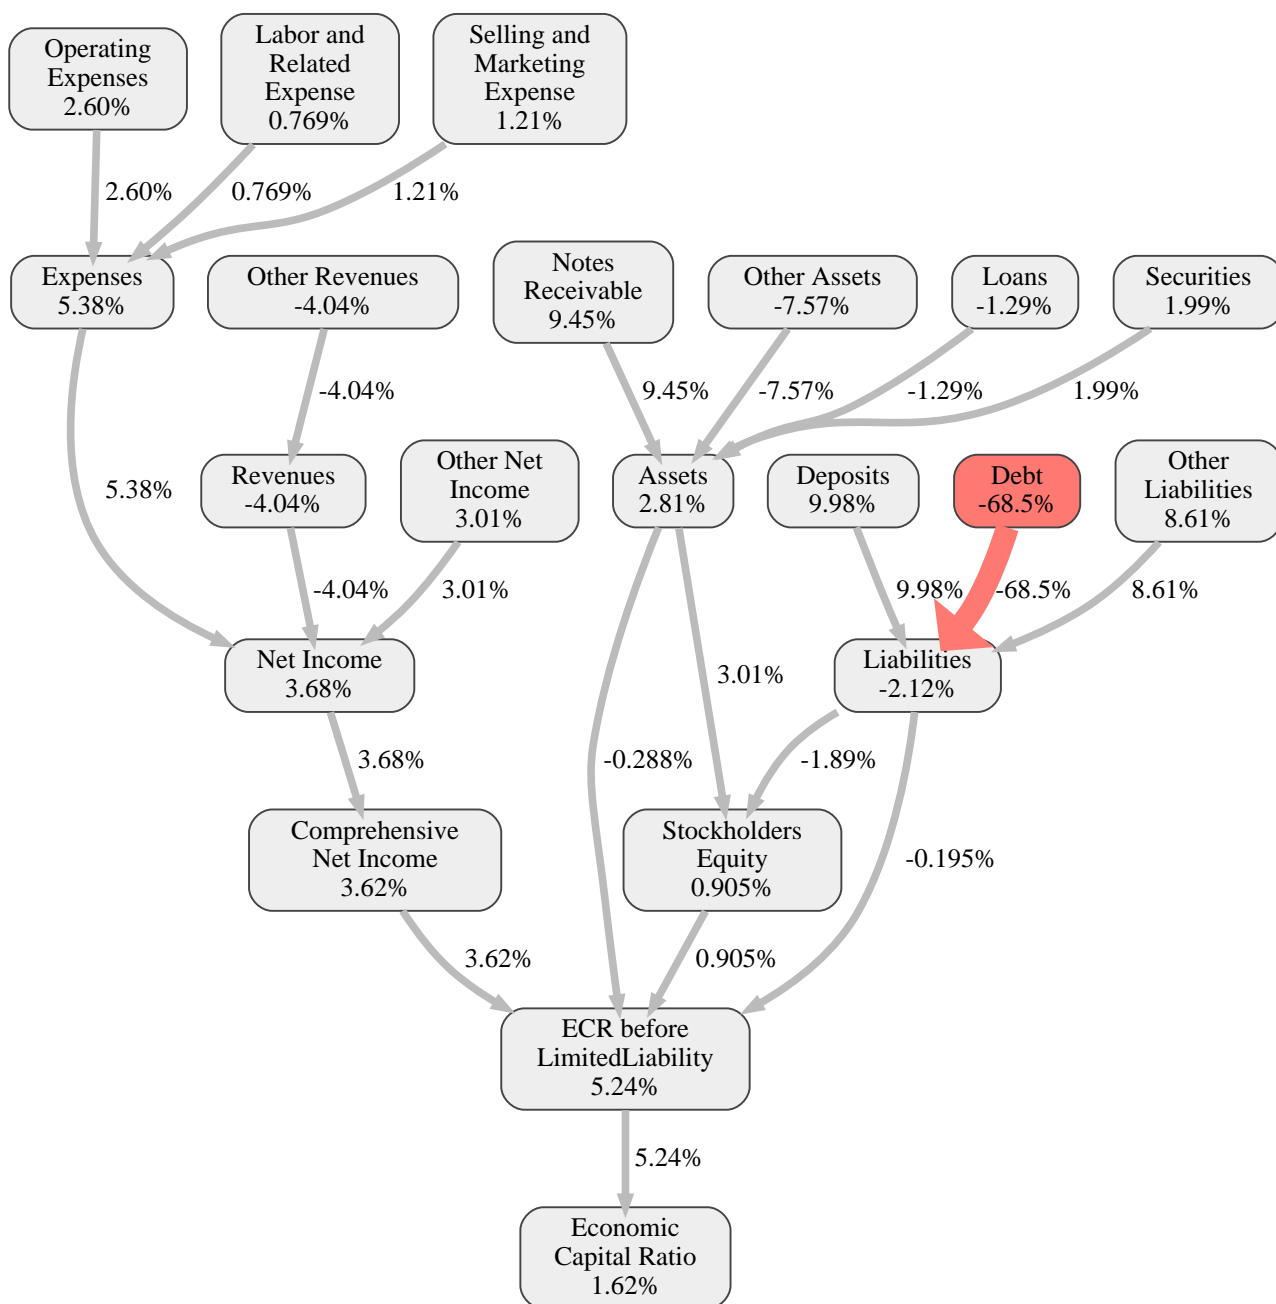 Operating
Expenses
2.60%
Labor and
Related
Expense
0.769%
Selling and
Marketing
Expense
1.21%
2.60%
0.769%
1.21%
Expenses
5.38%
Other Revenues
-4.04%
Notes
Receivable
9.45%
Other Assets
-7.57%
Loans
-1.29%
Securities
1.99%
-4.04%
9.45%
-7.57%
-1.29%
1.99%
5.38%
Revenues
-4.04%
Other Net
Income
3.01%
Assets
2.81%
Deposits
9.98%
Debt
-68.5%
Other
Liabilities
8.61%
-4.04%
3.01%
9.98%
-68.5%
8.61%
Net Income
3.68%
3.01%
Liabilities
-2.12%
3.68%
-0.288%
-1.89%
Comprehensive
Net Income
3.62%
Stockholders
Equity
0.905%
-0.195%
3.62%
0.905%
ECR before
LimitedLiability
5.24%
5.24%
Economic
Capital Ratio
1.62%